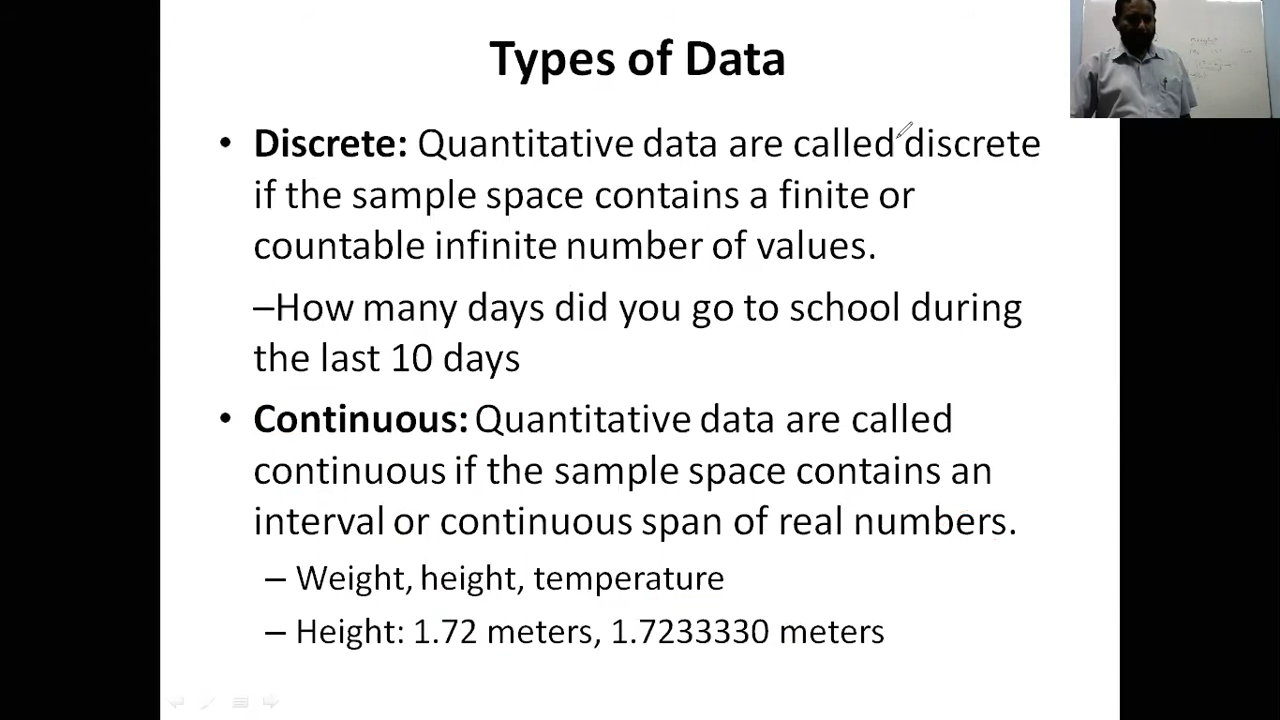 Types of Data
• Discrete: Quantitative data are called discrete
if the sample space contains a finite or
countable infinite number of values.
–How many days did you go to school during
the last 10 days
• Continuous: Quantitative data are called
continuous if the sample space contains an
interval or continuous span of real numbers.
– Weight, height, temperature
– Height: 1.72 meters, 1.7233330 meters